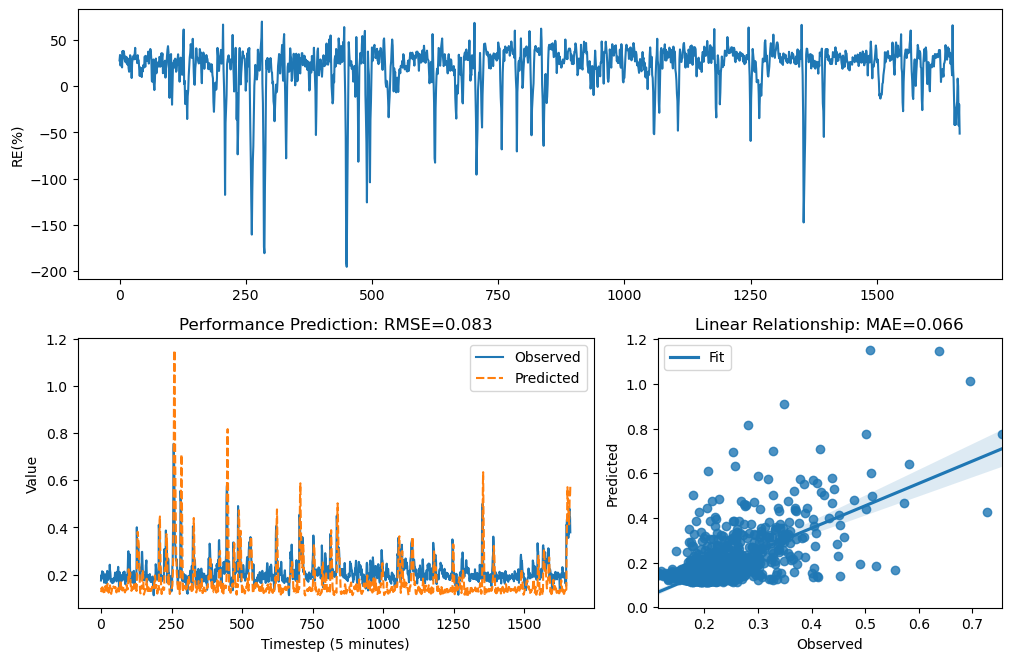 50
0
−50
−100
−150
−200
RE(%)
0 250 500 750 1000 1250 1500
Performance Prediction: RMSE=0.083
1.2
1.0
0.8
0.6
0.4
0.2
Value
Observed
Predicted
0 250 500 750 1000 1250 1500
Timestep (5 minutes)
Linear Relationship: MAE=0.066
1.2
1.0
0.8
0.6
0.4
0.2
0.0
Predicted
Fit
0.2 0.3 0.4 0.5 0.6 0.7
Observed